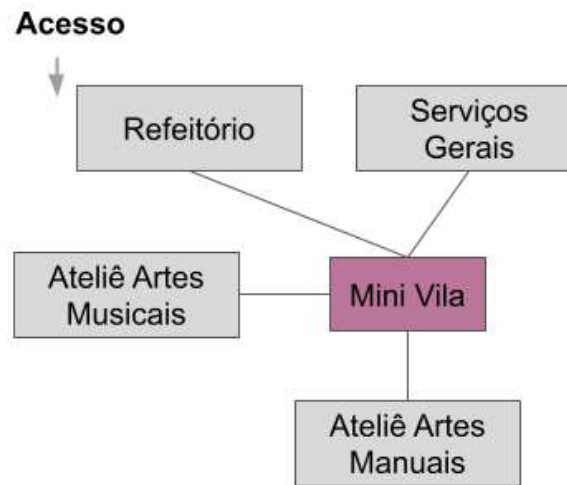 Acesso
Refeitório
Serviços
Gerais
Ateliê Artes
Musicais
Mini Vila
Ateliê Artes
Manuais